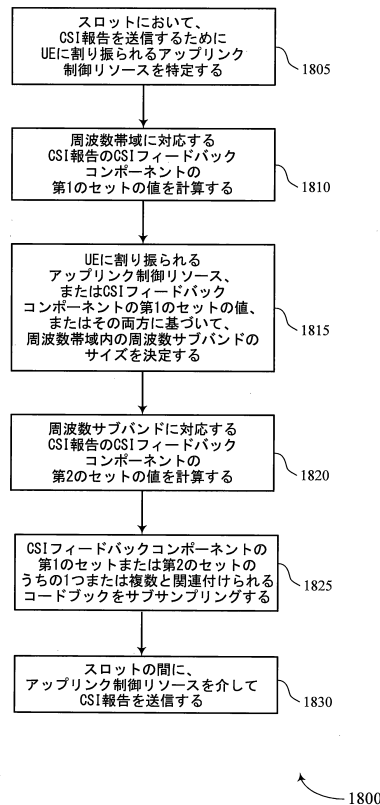 スロットにおいて、
CSI報告を送信するために
UEに割り振られるアップリンク
制御リソースを特定する
1805
周波数帯域に対応する
CSI報告のCSIフィードバック
コンポーネントの
第1のセットの値を計算する
1810
UEに割り振られる
アップリンク制御リソース、
またはCSIフィードバック
コンポーネントの第1のセットの値、
またはその両方に基づいて、
周波数帯域内の周波数サブバンドの
サイズを決定する
1815
周波数サブバンドに対応する
CSI報告のCSIフィードバック
コンポーネントの
第2のセットの値を計算する
1820
CSIフィードバックコンポーネントの
第1のセットまたは第2のセットの
うちの1つまたは複数と関連付けられる
コードブックをサブサンプリングする
1825
スロットの間に、
アップリンク制御リソースを介して
CSI報告を送信する
1830
1800